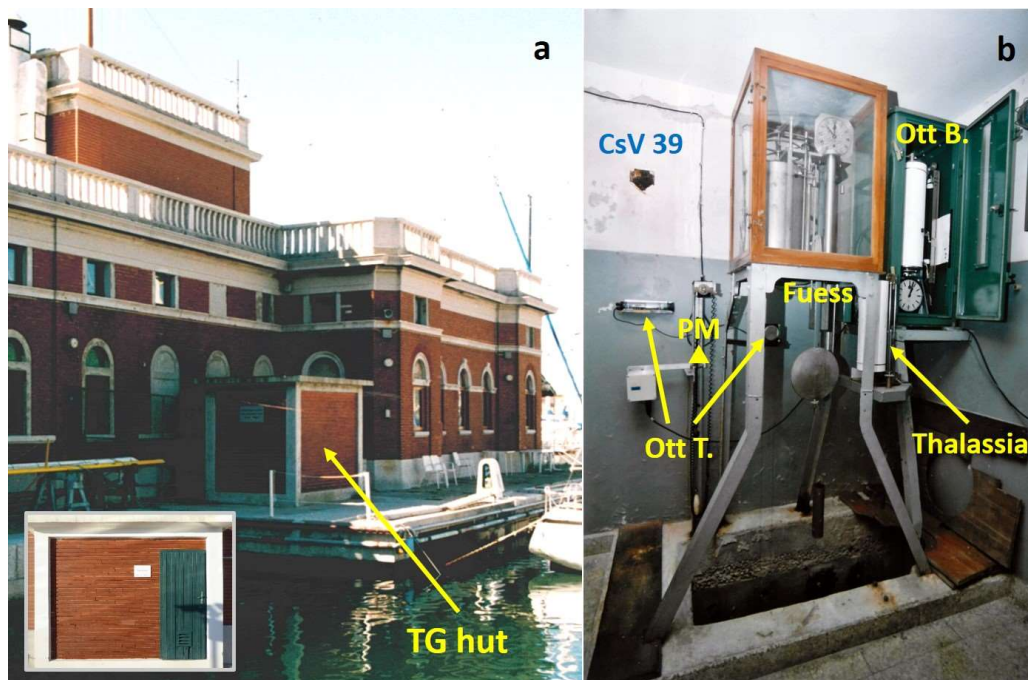 a
TG hut
b
CsV 39
Ott B.
Fuess
PM
Ott T.
Thalassia